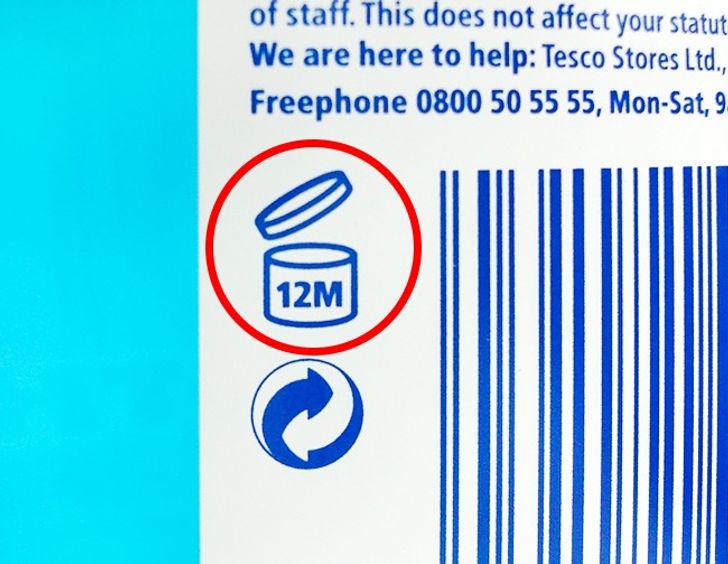 of staff. This does not affect your
We are here to help: Tesco Stores Ltd.,
Freephone 0800 50 55 55, Mon-Sat, 9
12M